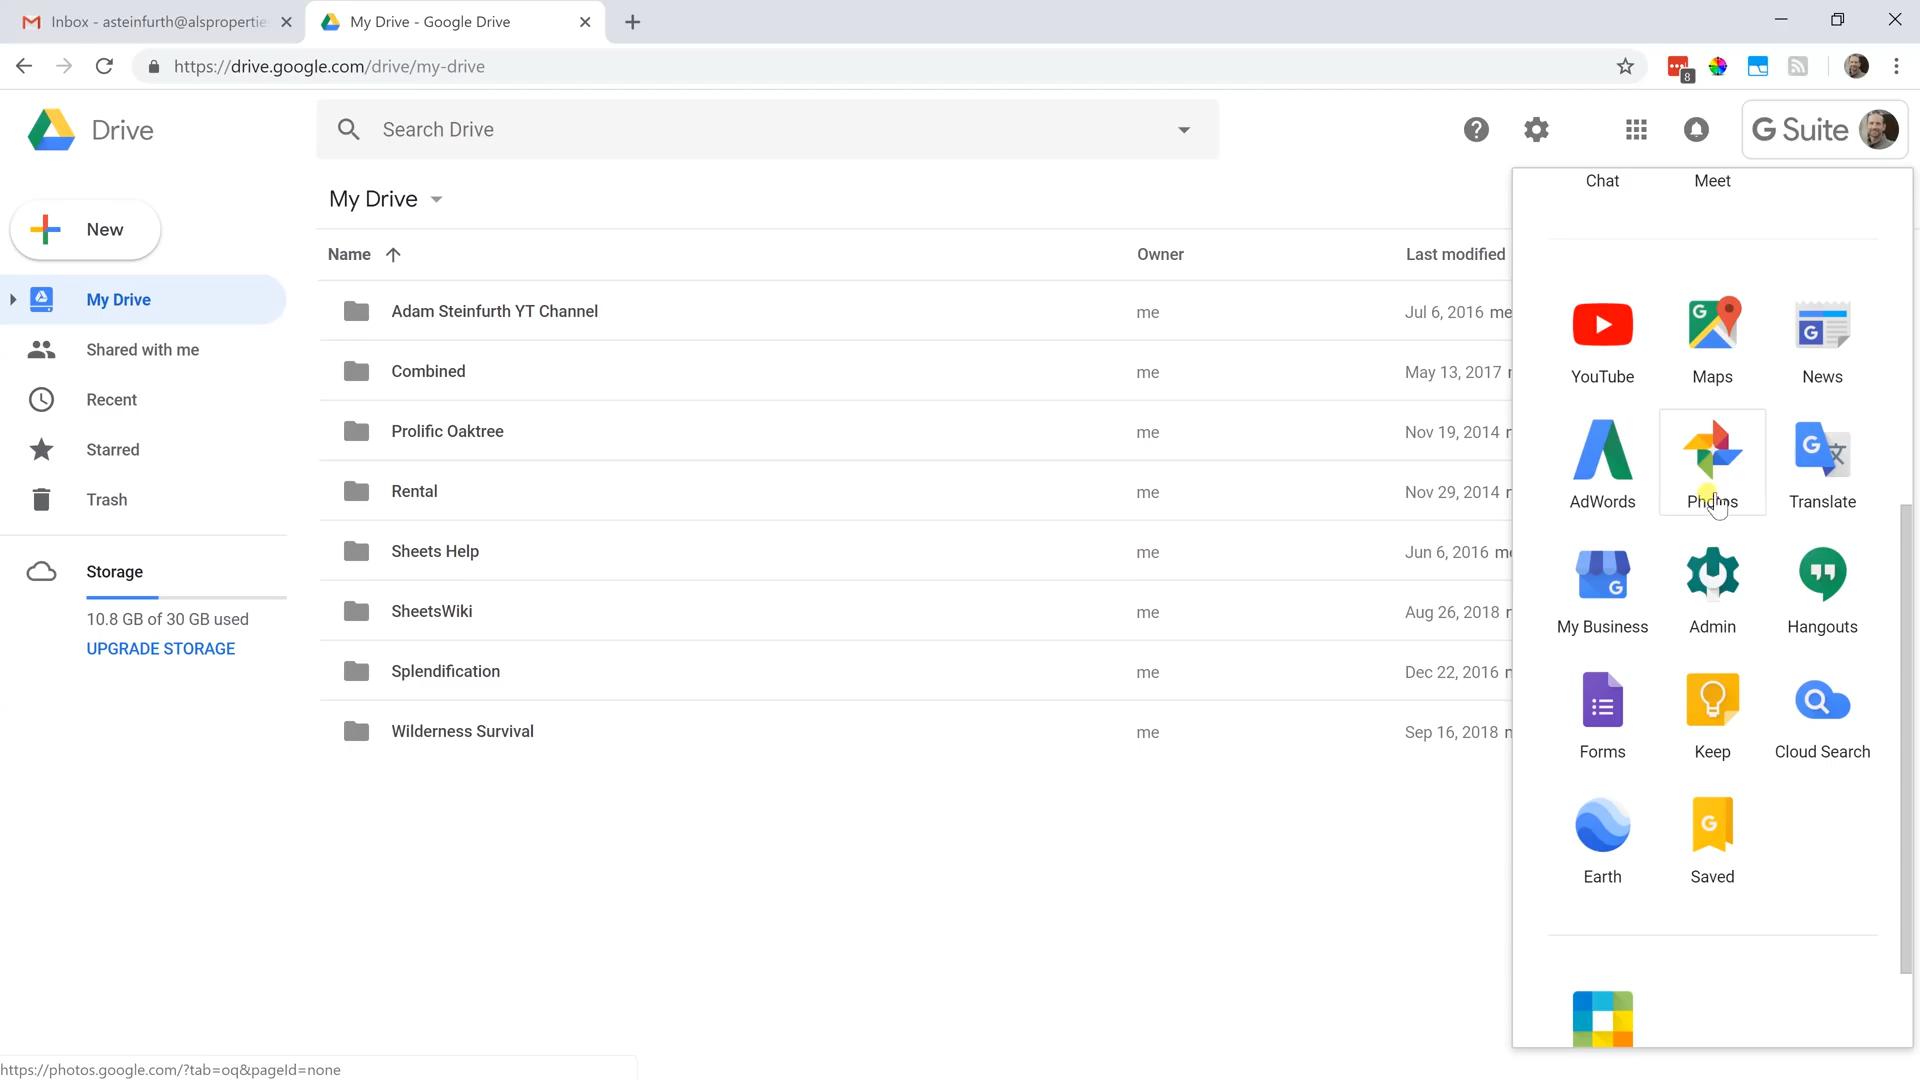 Inbox - asteinfurth@alspropertie
My Drive - Google Drive
https://drive.google.com/drive/my-drive
8
Drive
Search Drive
G Suite
My Drive
New
Name
Owner
Last modified
My Drive
Shared with me
Recent
Starred
Trash
Storage
10.8 GB of 30 GB used
UPGRADE STORAGE
Adam Steinfurth YT Channel me Jul 6, 2016 me
Combined me May 13, 2017
Prolific Oaktree me Nov 19, 2014
Rental me Nov 29, 2014
Sheets Help me Jun 6, 2016
SheetsWiki me Aug 26, 2018
Splendification me Dec 22, 2016
Wilderness Survival me Sep 16, 2018
Chat Meet
YouTube Maps News
AdWords Photos Translate
My Business Admin Hangouts
Forms Keep Cloud Search
Earth Saved
https://photos.google.com/?tab=oq&pageId=none